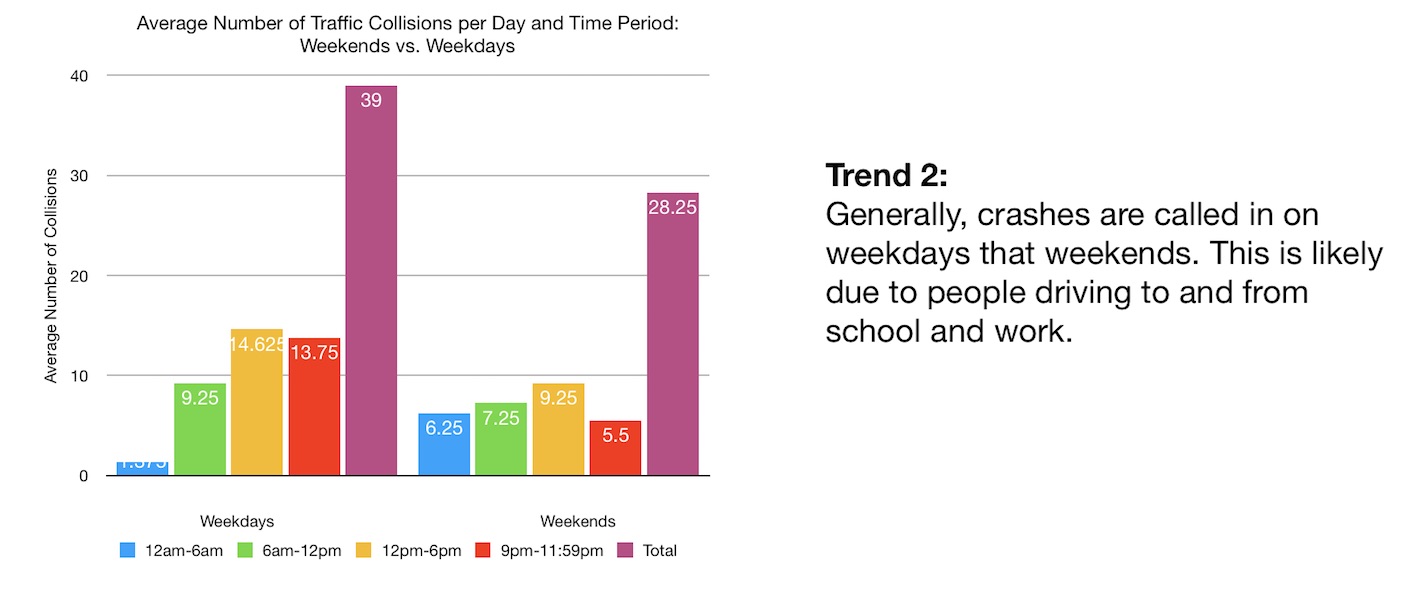 Average Number of Traffic Collisions per Day and Time Period:
Weekends vs. Weekdays
40
30
20
10
0
Average Number of Collisions
1.375
9.25
14.625
13.75
39
6.25
7.25
9.25
5.5
28.25
Weekdays
Weekends
12am-6am
6am-12pm
12pm-6pm
9pm-11:59pm
Total
Trend 2:
Generally, crashes are called in on
weekdays that weekends. This is likely
due to people driving to and from
school and work.